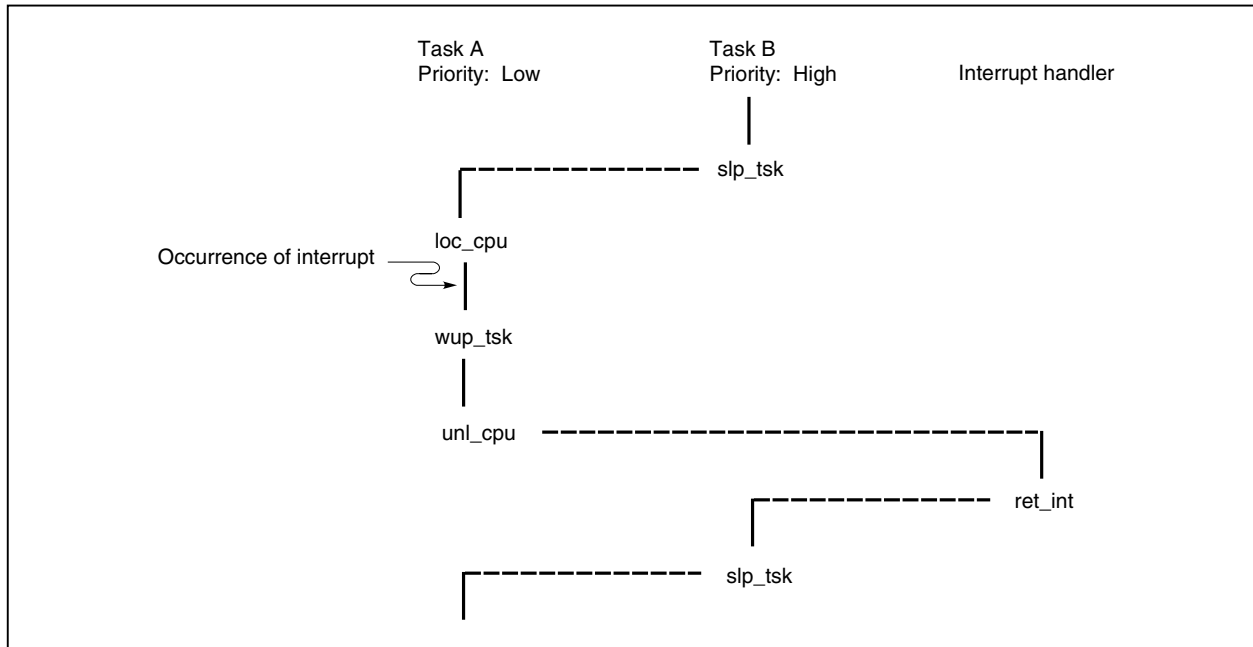 Task A
Priority: Low
Task B
Priority: High
Interrupt handler
slp_tsk
loc_cpu
Occurrence of interrupt
wup_tsk
unl_cpu
ret_int
slp_tsk